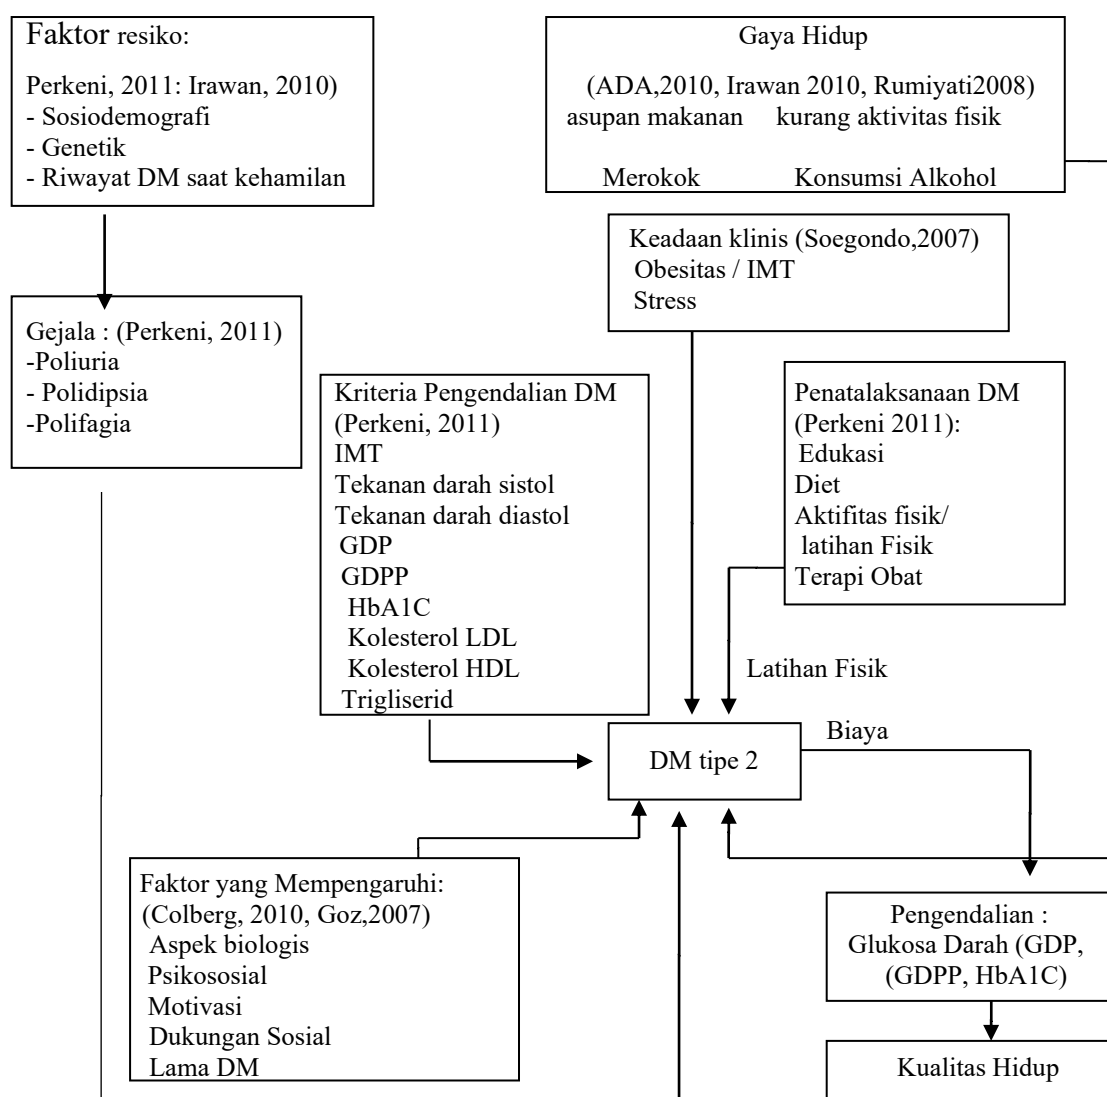 Faktor resiko:
Perkeni, 2011: Irawan, 2010)
- Sosiodemografi
- Genetik
- Riwayat DM saat kehamilan
Gaya Hidup
(ADA,2010, Irawan 2010, Rumiyati2008)
asupan makanan kurang aktivitas fisik
Merokok Konsumsi Alkohol
Keadaan klinis (Soegondo,2007)
Obesitas / IMT
Stress
Gejala : (Perkeni, 2011)
-Poliuria
- Polidipsia
-Polifagia
Kriteria Pengendalian DM
(Perkeni, 2011)
IMT
Tekanan darah sistol
Tekanan darah diastol
GDP
GDPP
HbA1C
Kolesterol LDL
Kolesterol HDL
Trigliserid
Penatalaksanaan DM
(Perkeni 2011):
Edukasi
Diet
Aktifitas fisik/
latihan Fisik
Terapi Obat
Latihan Fisik
DM tipe 2
Biaya
Faktor yang Mempengaruhi:
(Colberg, 2010, Goz,2007)
Aspek biologis
Psikososial
Motivasi
Dukungan Sosial
Lama DM
Pengendalian :
Glukosa Darah (GDP,
(GDPP, HbA1C)
Kualitas Hidup